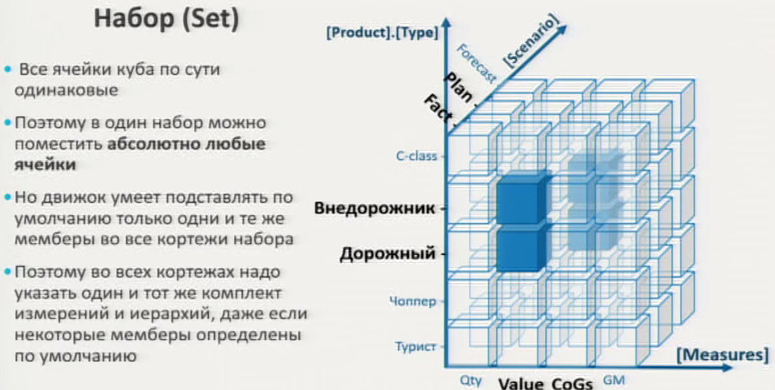 Набор (Set)
Все ячейки куба по сути
одинаковые
Поэтому в один набор можно
поместить абсолютно любые
ячейки
Но движок умеет подставлять по
умолчанию только одни и те же
мемберы во все кортежи набора
Поэтому во всех кортежах надо
указать один и тот же комплект
измерений и иерархий, даже если
некоторые мемберы определены
по умолчанию
[Product].[Type]
[Scenario]
Forecast
Plan
Fact
C-class
Внедорожник
Дорожный
Чоппер
Турист
[Measures]
Qty Value CoGs GM